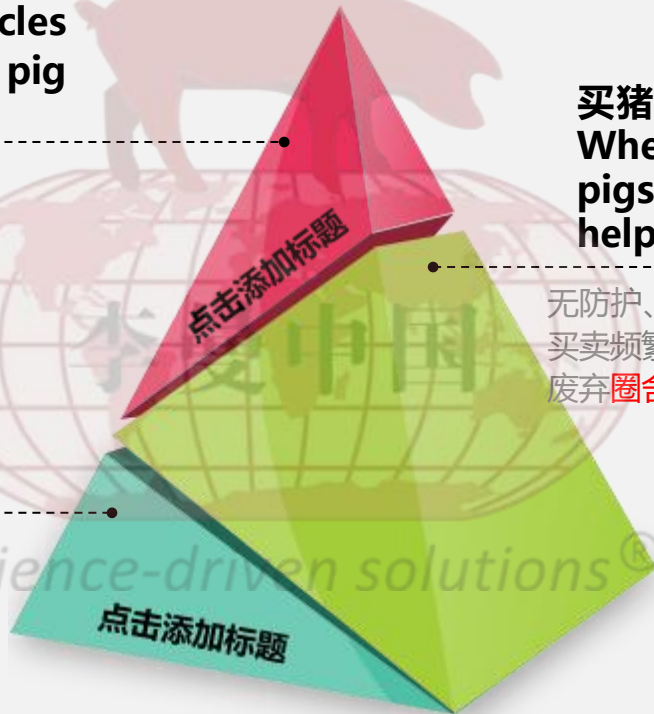 cles
pig
买猪
Whe
pigs
help
点击添加标题
无防护、
买卖频繁
李曼中国
废弃圈舍
ience-driven solutions®
点击添加标题